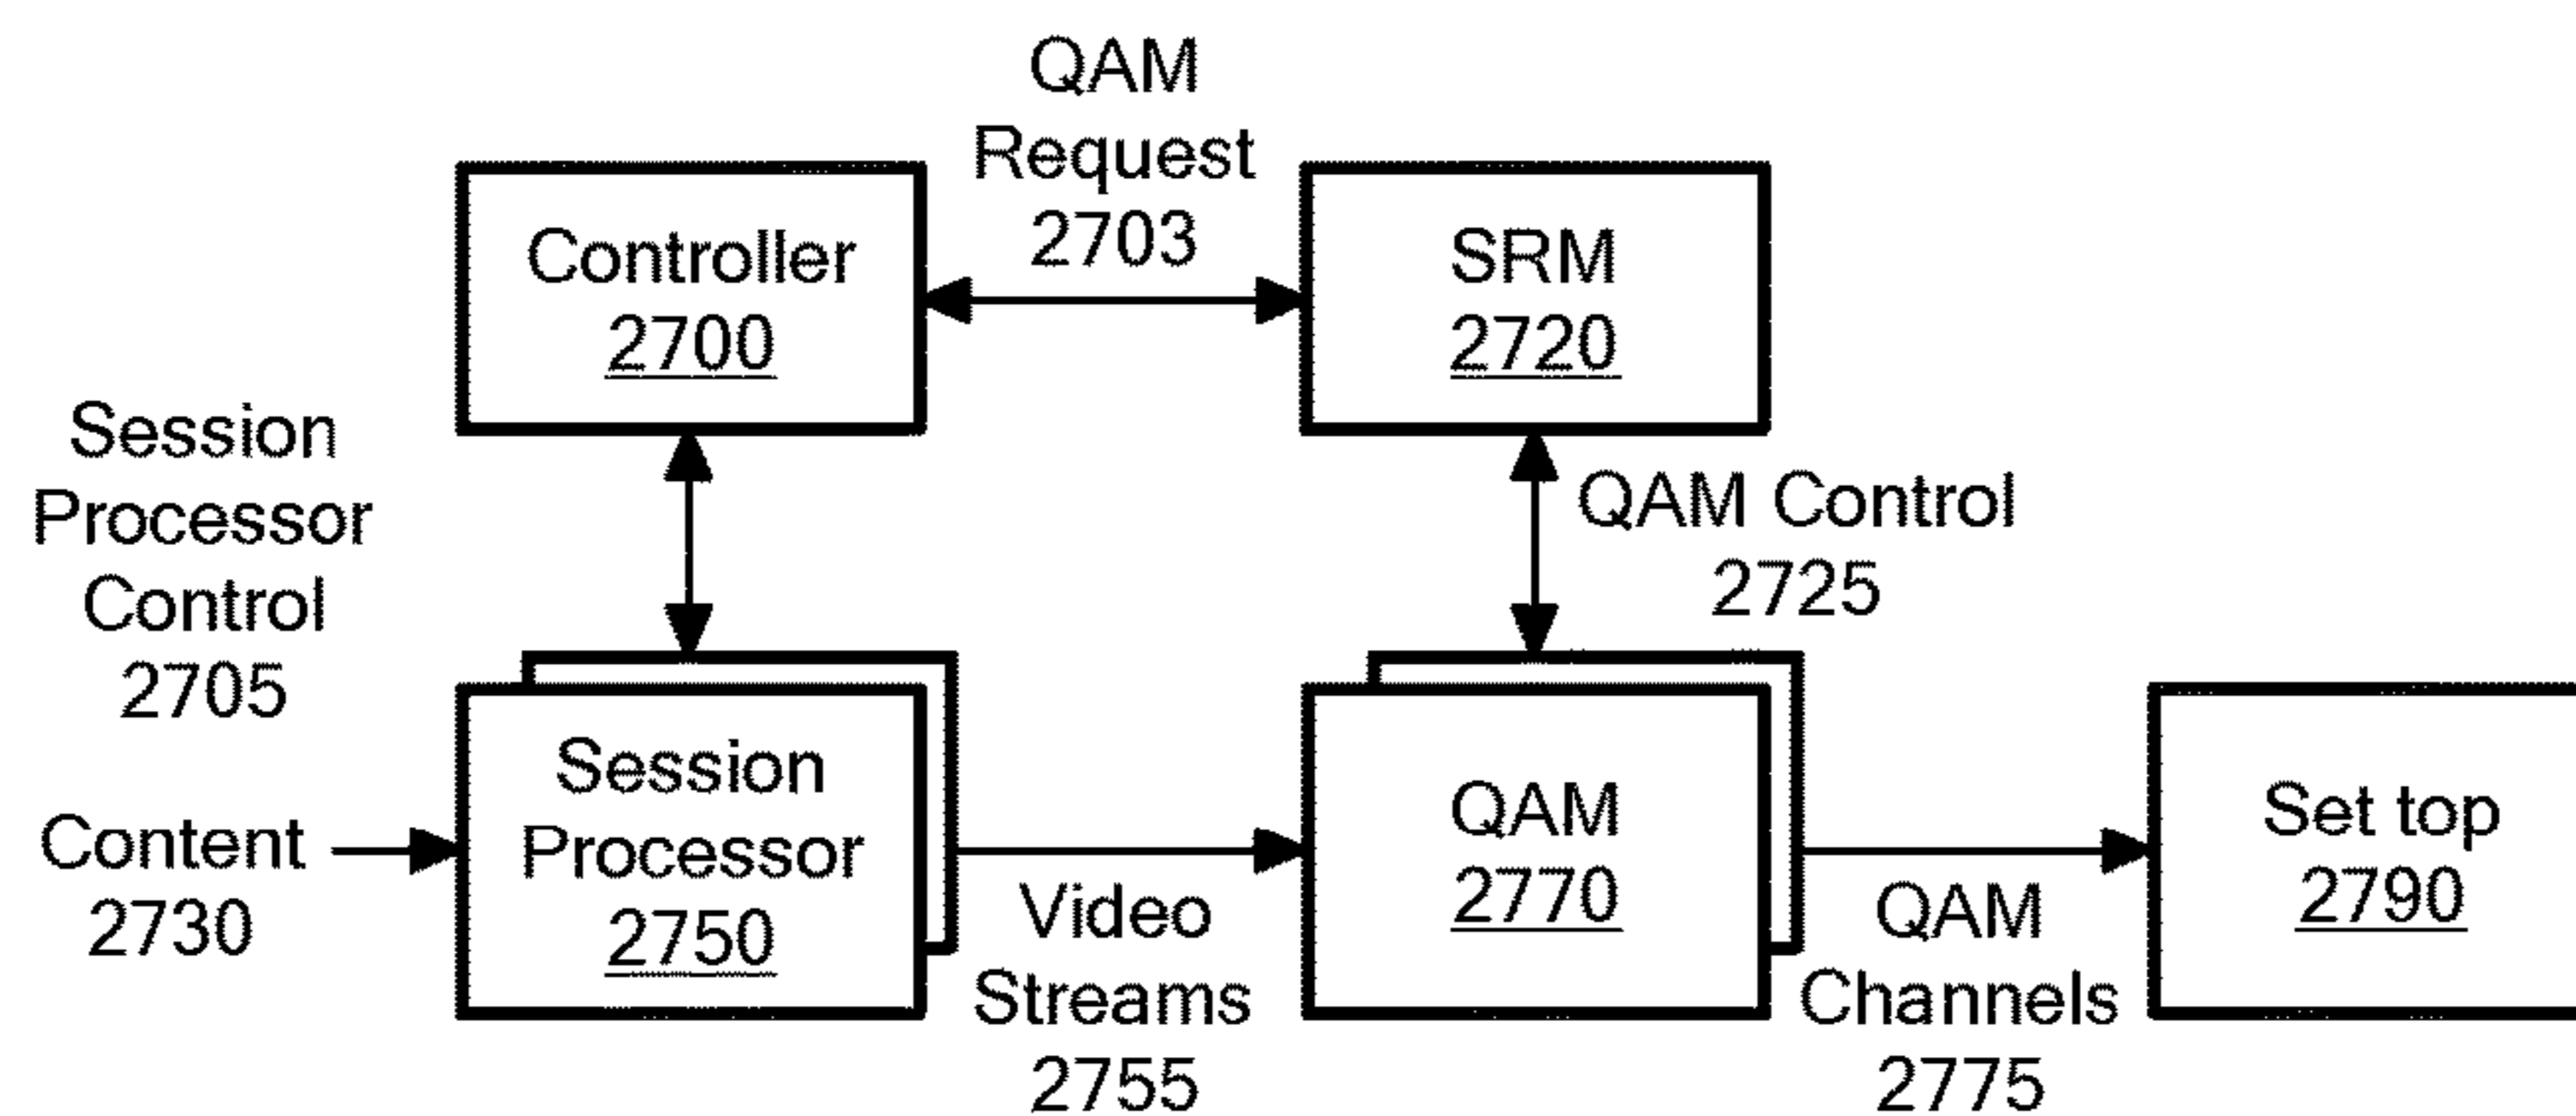 QAM
Request
2703
Controller
2700
SRM
2720
Session
Processor
Control
2705
QAM Control
2725
Content
2730
Session
Processor
2750
Video
Streams
2755
QAM
2770
QAM
Channels
2775
Set top
2790